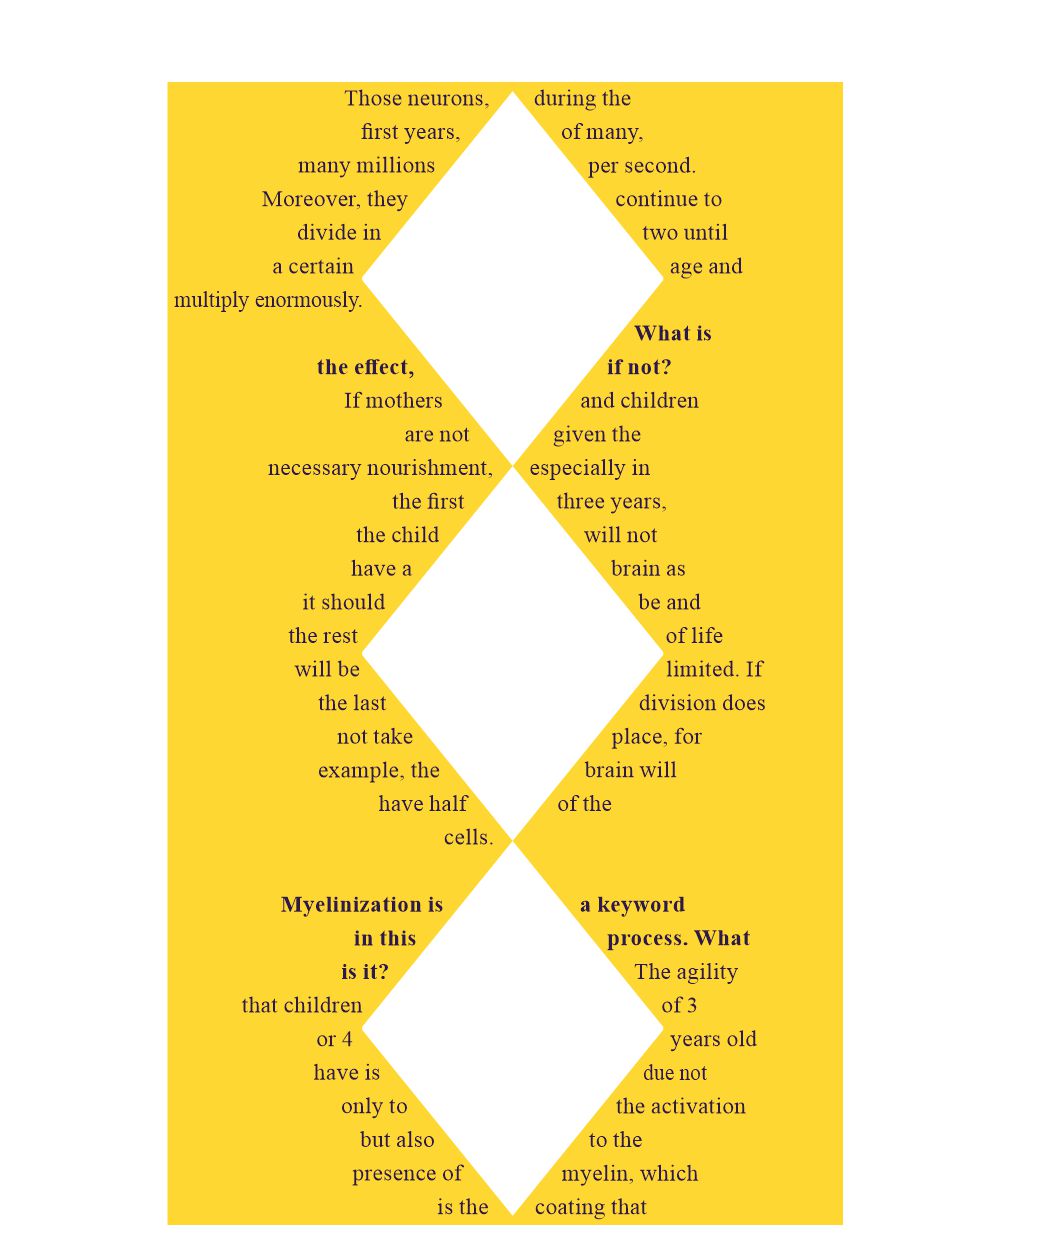 Those neurons, during the
first years, of many,
many millions per second.
Moreover, they continue to
divide in two until
a certain age and
multiply enormously.
What is
the effect, if not?
If mothers and children
are not given the
necessary nourishment, especially in
the first three years,
the child will not
have a brain as
it should be and
the rest of life
will be limited. If
the last division does
not take place, for
example, the brain will
have half of the
cells.
Myelinization is a keyword
in this process. What
is it? The agility
that children of 3
or 4 years old
have is due not
only to the activation
but also to the
presence of myelin, which
is the coating that